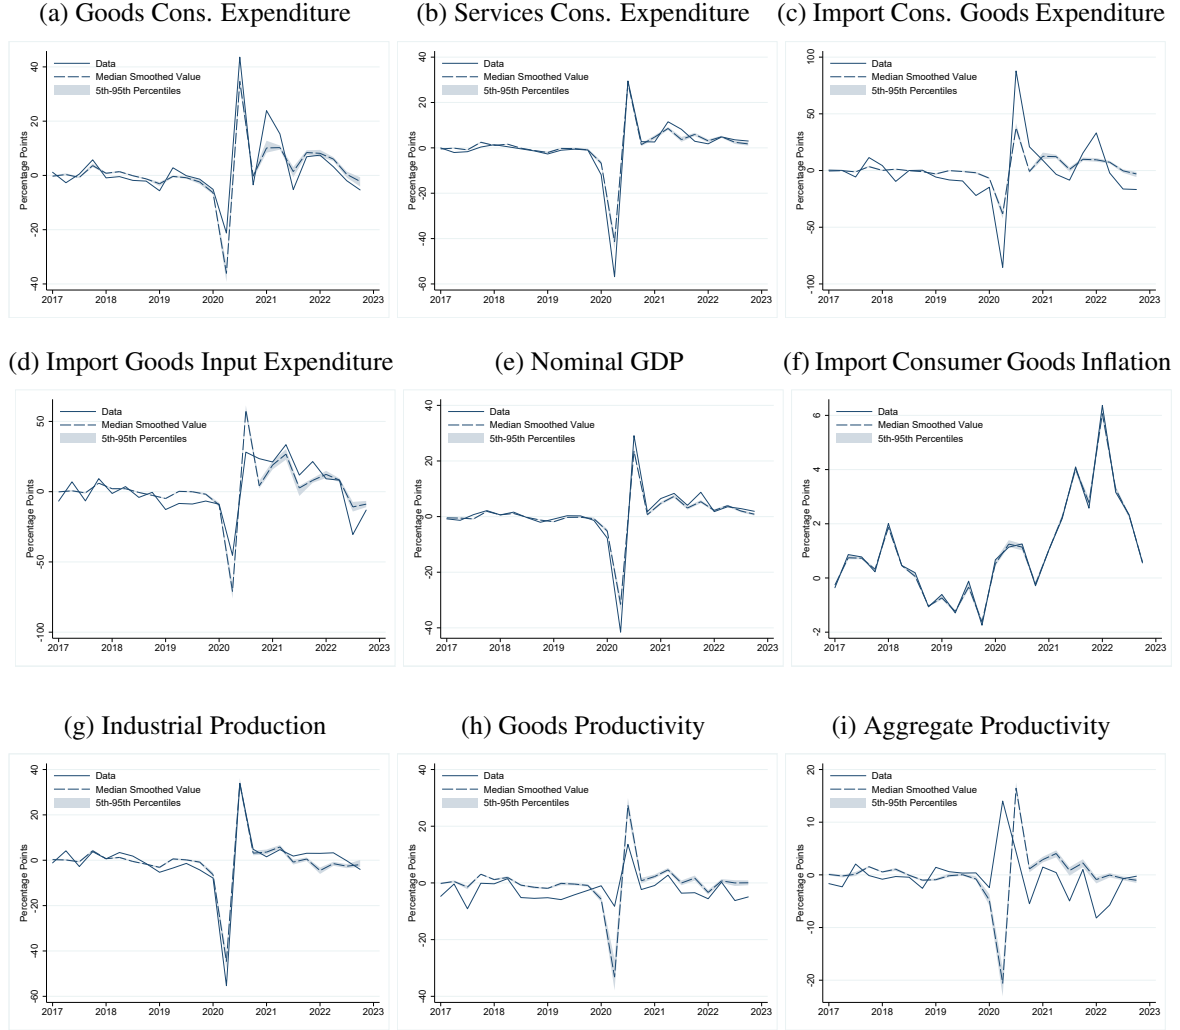 (a) Goods Cons. Expenditure
(b) Services Cons. Expenditure
(c) Import Cons. Goods Expenditure
Percentage Points
40
20
0
-20
-40
Data
Median Smoothed Value
5th-95th Percentiles
2017 2018 2019 2020 2021 2022 2023
Percentage Points
40
20
0
-20
-40
-60
Data
Median Smoothed Value
5th-95th Percentiles
2017 2018 2019 2020 2021 2022 2023
Percentage Points
100
50
0
-50
-100
Data
Median Smoothed Value
5th-95th Percentiles
2017 2018 2019 2020 2021 2022 2023
(d) Import Goods Input Expenditure
(e) Nominal GDP
(f) Import Consumer Goods Inflation
Percentage Points
50
0
-50
-100
Data
Median Smoothed Value
5th-95th Percentiles
2017 2018 2019 2020 2021 2022 2023
Percentage Points
40
20
0
-20
-40
Data
Median Smoothed Value
5th-95th Percentiles
2017 2018 2019 2020 2021 2022 2023
Percentage Points
6
4
2
0
-2
Data
Median Smoothed Value
5th-95th Percentiles
2017 2018 2019 2020 2021 2022 2023
(g) Industrial Production
(h) Goods Productivity
(i) Aggregate Productivity
Percentage Points
40
20
0
-20
-40
-60
Data
Median Smoothed Value
5th-95th Percentiles
2017 2018 2019 2020 2021 2022 2023
Percentage Points
40
20
0
-20
-40
Data
Median Smoothed Value
5th-95th Percentiles
2017 2018 2019 2020 2021 2022 2023
Percentage Points
20
10
0
-10
-20
Data
Median Smoothed Value
5th-95th Percentiles
2017 2018 2019 2020 2021 2022 2023